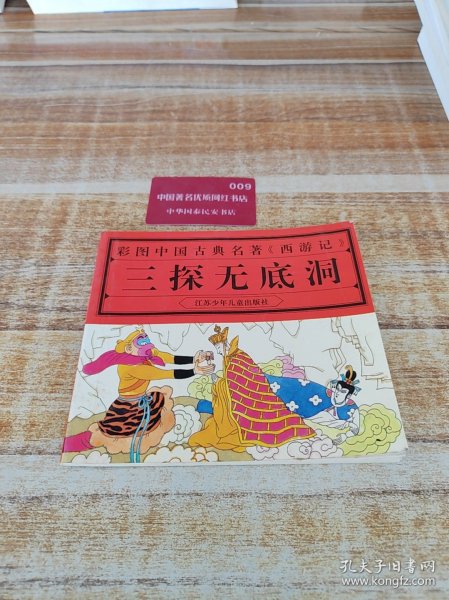 009
中国著名优质网红书店
中华国泰民安书店
彩图中国古典名著《西游记》
三探无底洞
江苏少年儿童出版社
孔夫子旧书网
www.kongfz.com